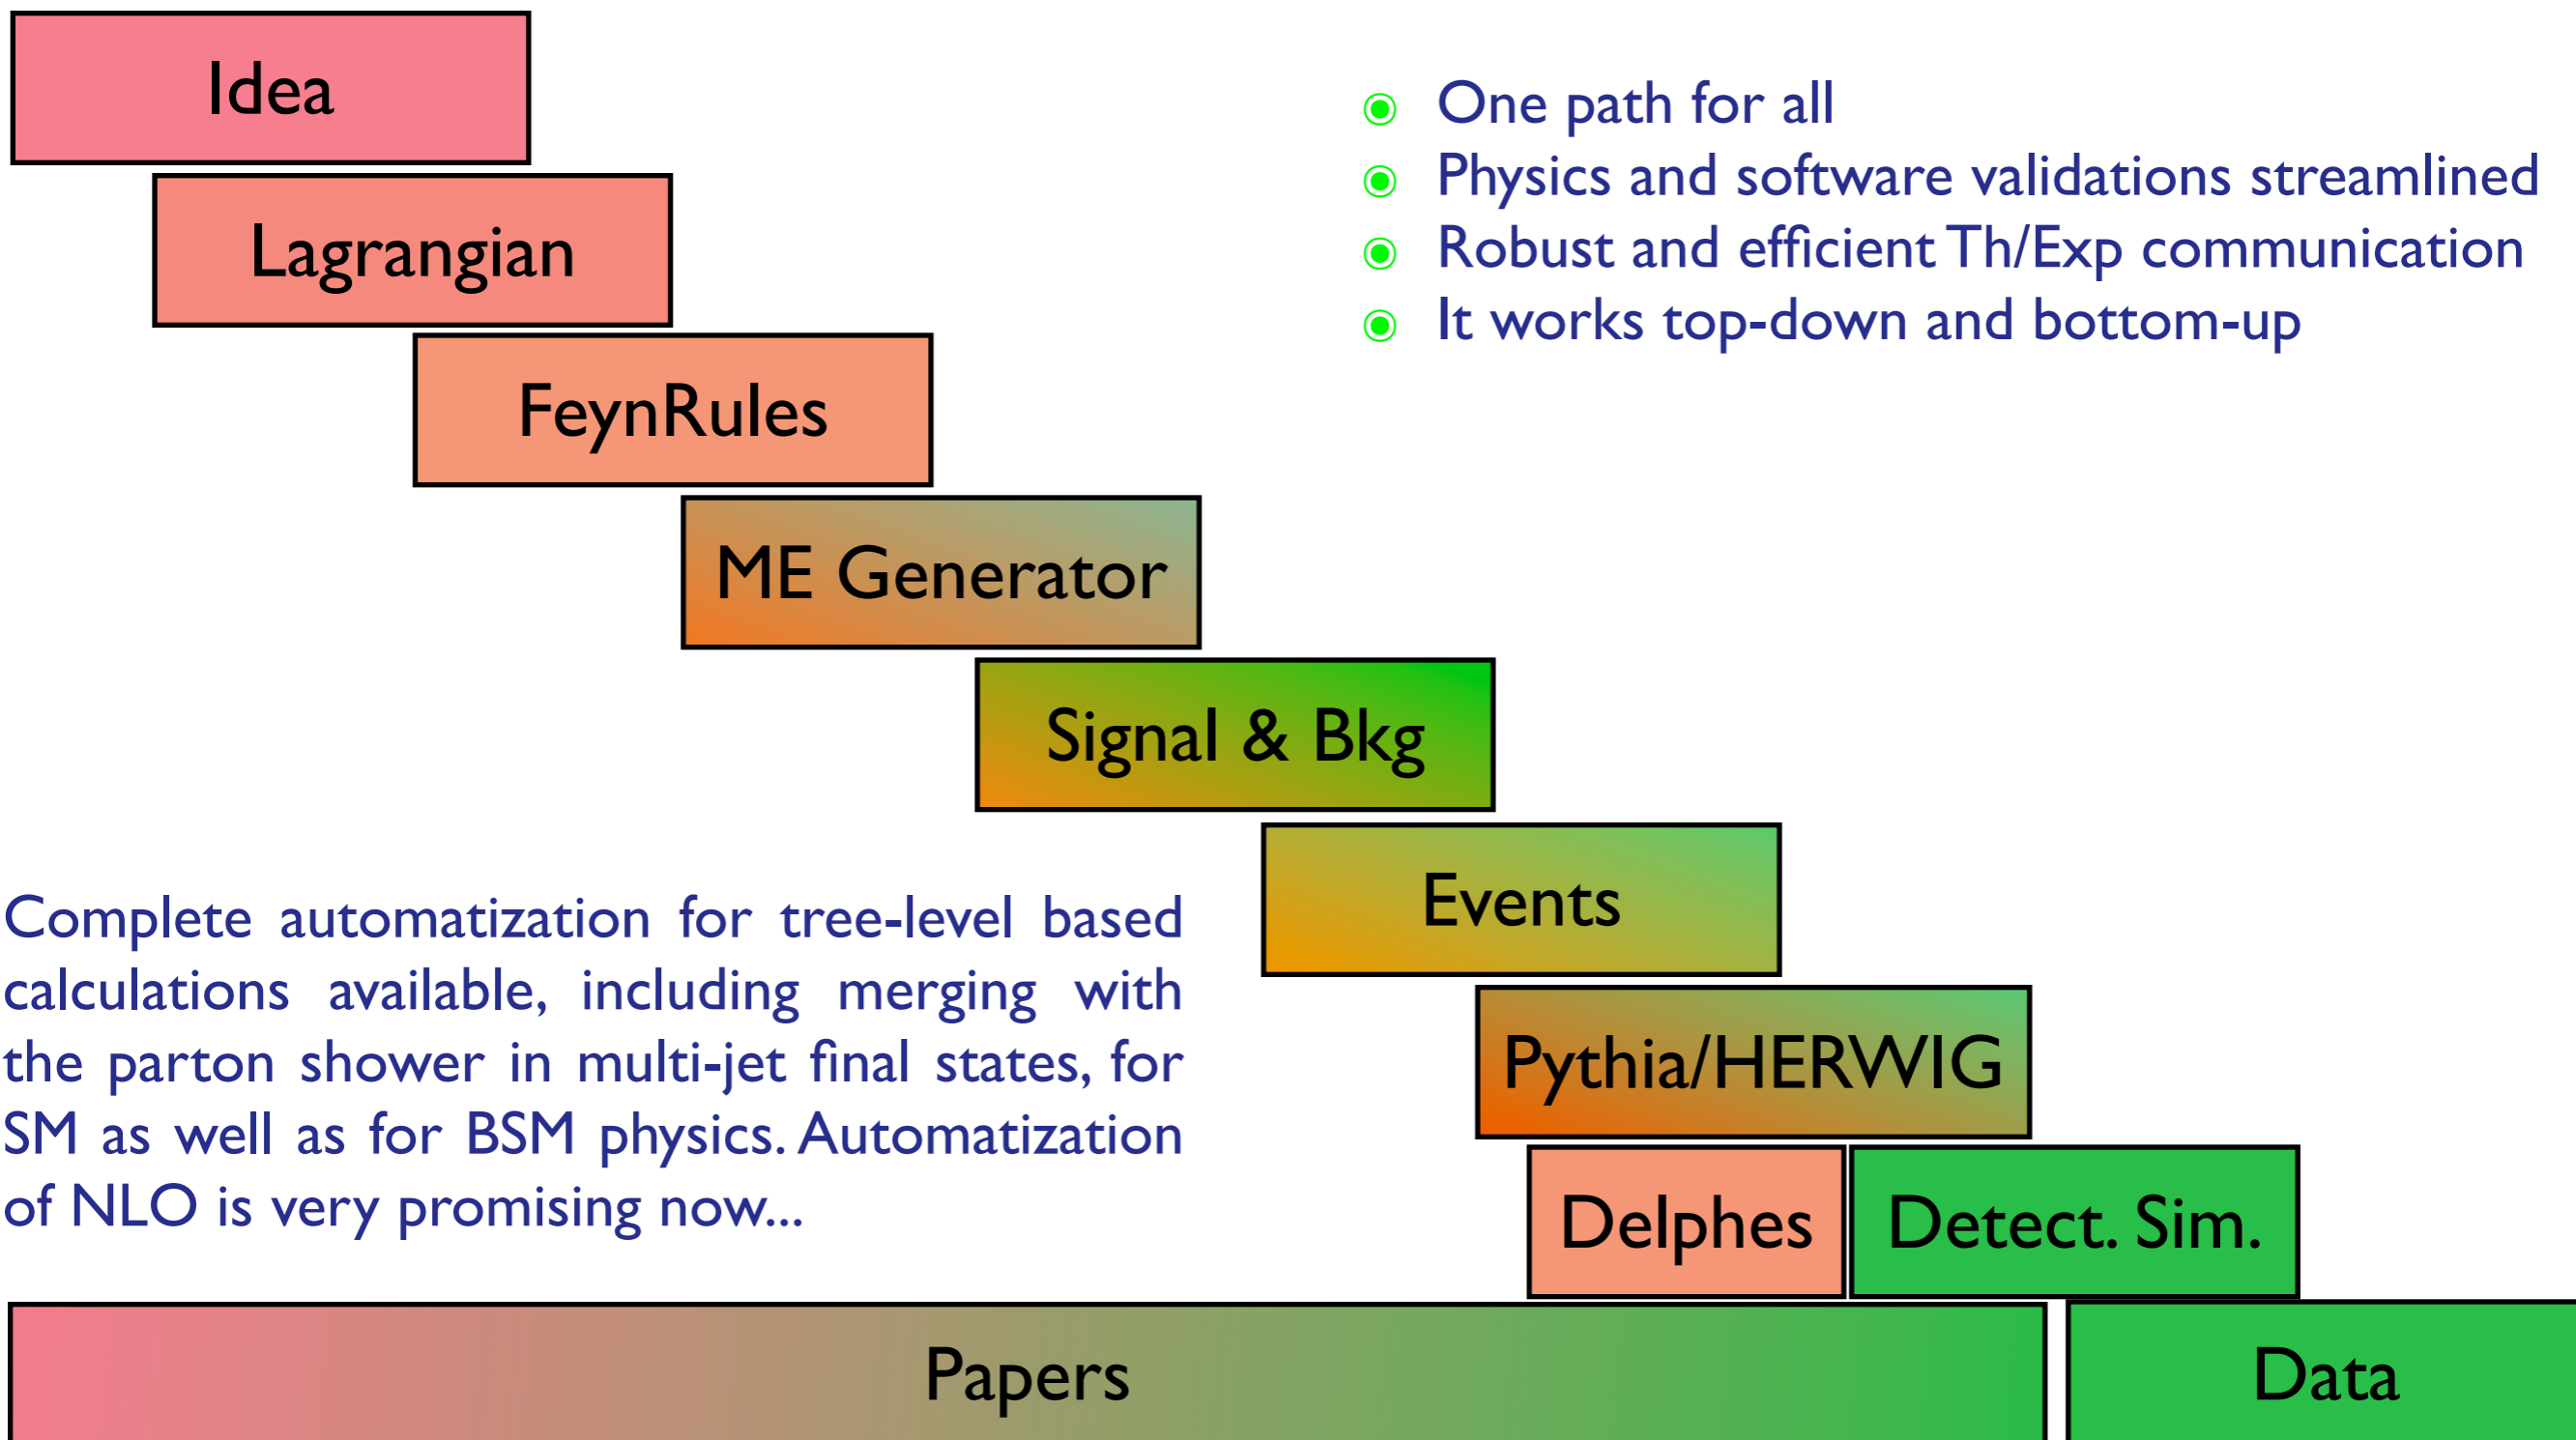 Idea
Lagrangian
FeynRules
ME Generator
Signal & Bkg
Events
Pythia/HERWIG
Delphes
Detect. Sim.
Papers
Data
One path for all
Physics and software validations streamlined
Robust and efficient Th/Exp communication
It works top-down and bottom-up
Complete automatization for tree-level based
calculations available, including merging with
the parton shower in multi-jet final states, for
SM as well as for BSM physics. Automatization
of NLO is very promising now...